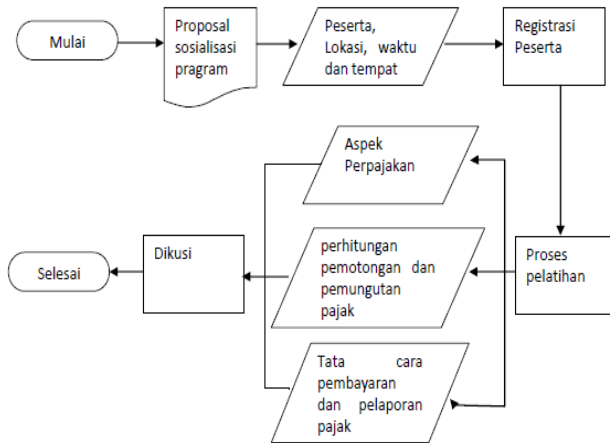 Mulai
Proposal
sosialisasi
pragram
Peserta,
Lokasi, waktu
dan tempat
Registrasi
Peserta
Aspek
Perpajakan
perhitungan
pemotongan dan
pemungutan
pajak
Tata cara
pembayaran
dan pelaporan
pajak
Proses
pelatihan
Dikusi
Selesai